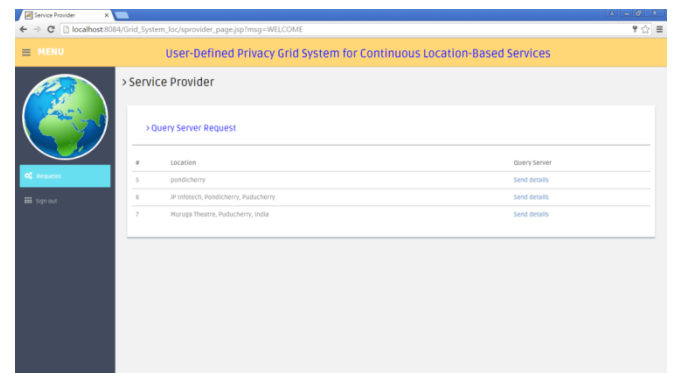 Service Provider
localhost:8084/Grid_System_loc/sprovider_page.jsp?msg=WELCOME
MENU
User-Defined Privacy Grid System for Continuous Location-Based Services
> Service Provider
> Query Server Request
# Location Query Server
5 pondicherry Send details
6 JP Infotech, Pondicherry, Puducherry Send details
7 Muruga Theatre, Puducherry, India Send details
Requests
Sign out